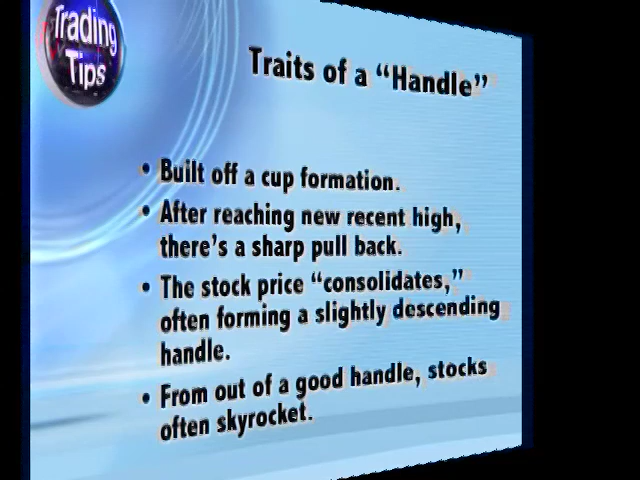 Trading
Tips
Traits of a “Handle”
• Built off a cup formation.
• After reaching new recent high,
there’s a sharp pull back.
• The stock price “consolidates,”
often forming a slightly descending
handle.
• From out of a good handle, stocks
often skyrocket.